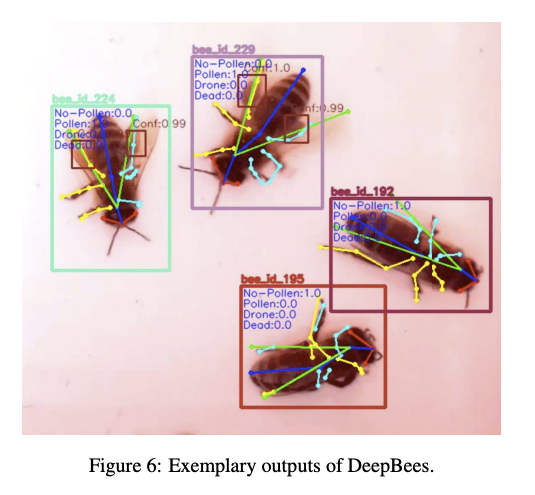 bee_id_229
No-Pollen:0.0
Pollen:1.0
Conf:1.0
Drone:0.0
Dead:0.0
Conf:0.99
bee_id_224
No-Pollen:0.0
Pollen:1.0
Conf:0.99
Drone:0.0
Dead:0.0
bee_id_192
No-Pollen:1.0
Drone:0.0
Dead:0.0
bee_id_195
No-Pollen:1.0
Pollen:0.0
Drone:0.0
Dead:0.0
Figure 6: Exemplary outputs of DeepBees.